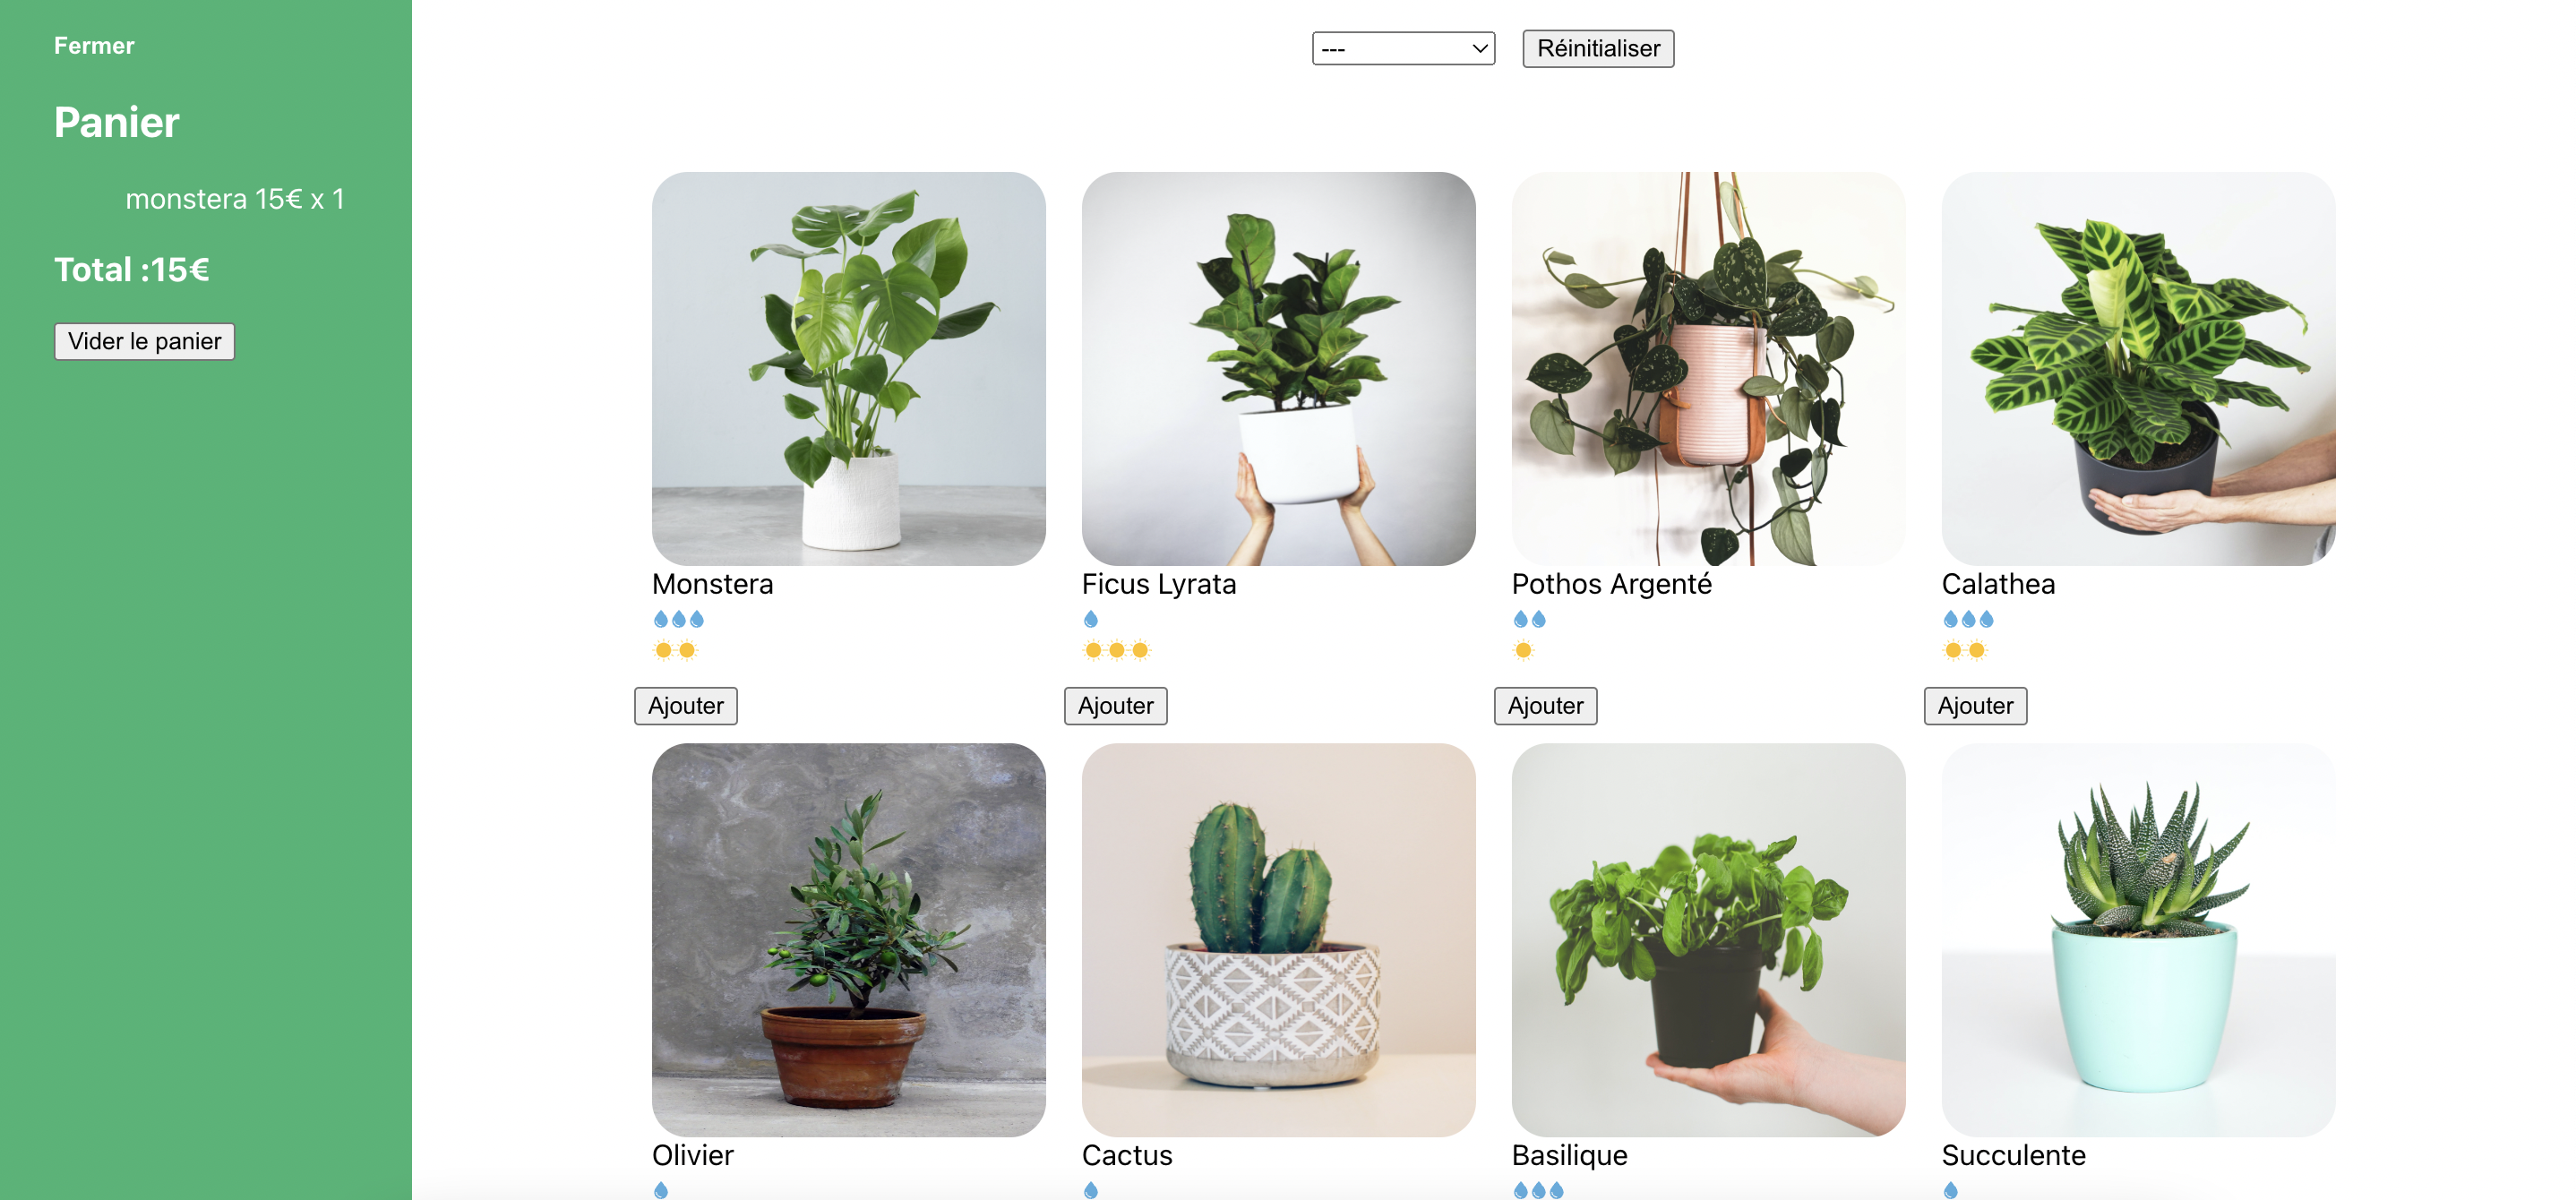 Fermer
Panier
monstera 15€ x 1
Total :15€
Vider le panier
---
Réinitialiser
Monstera
Ficus Lyrata
Pothos Argenté
Calathea
Ajouter
Ajouter
Ajouter
Ajouter
Olivier
Cactus
Basilique
Succulente